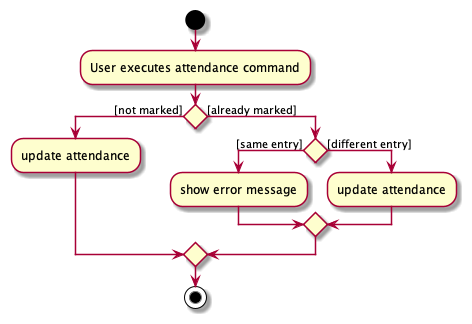 User executes attendance command
[not marked]
[already marked]
update attendance
[same entry]
[different entry]
show error message
update attendance